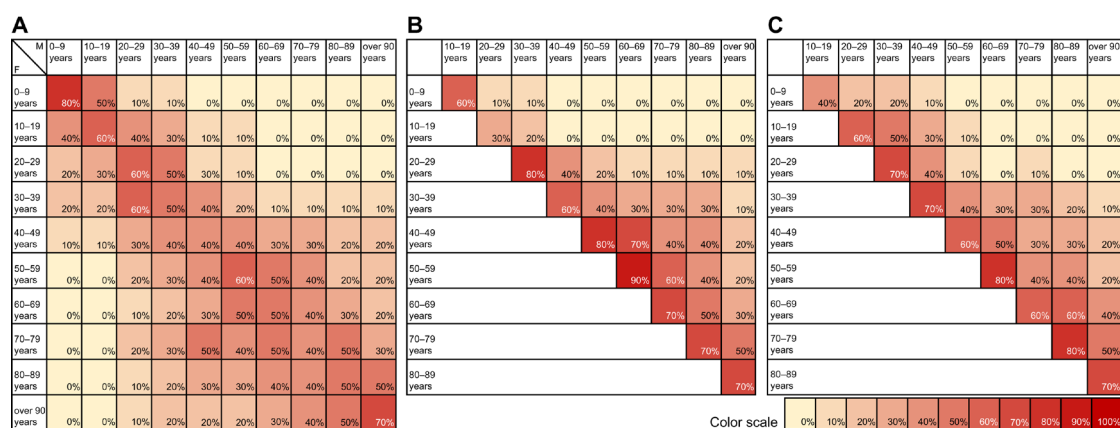 A B C
M 0–9 10–19 20–29 30–39 40–49 50–59 60–69 70–79 80–89 over 90
F years years years years years years years years years years
0–9 years 80% 50% 10% 10% 0% 0% 0% 0% 0% 0%
10–19 years 40% 60% 40% 30% 10% 10% 0% 0% 0% 0%
20–29 years 20% 30% 60% 50% 30% 10% 10% 0% 0% 0%
30–39 years 20% 20% 60% 50% 40% 20% 10% 10% 10% 10%
40–49 years 10% 10% 30% 40% 40% 40% 30% 30% 20% 20%
50–59 years 0% 0% 20% 30% 40% 60% 50% 40% 20% 20%
60–69 years 0% 0% 10% 20% 30% 50% 50% 40% 30% 20%
70–79 years 0% 0% 20% 30% 50% 40% 50% 40% 50% 30%
80–89 years 0% 0% 10% 20% 30% 30% 40% 40% 50% 50%
over 90 years 0% 0% 10% 20% 20% 20% 30% 40% 50% 70%
10–19 20–29 30–39 40–49 50–59 60–69 70–79 80–89 over 90
years years years years years years years years years
0–9 years 60% 10% 10% 0% 0% 0% 0% 0% 0%
10–19 years 30% 20% 0% 0% 0% 0% 0% 0%
20–29 years 80% 40% 20% 10% 10% 10% 10%
30–39 years 60% 40% 30% 30% 30% 10%
40–49 years 80% 70% 40% 40% 20%
50–59 years 90% 60% 40% 20%
60–69 years 70% 50% 30%
70–79 years 70% 50%
80–89 years 70%
10–19 20–29 30–39 40–49 50–59 60–69 70–79 80–89 over 90
years years years years years years years years years
0–9 years 40% 20% 20% 10% 0% 0% 0% 0% 0%
10–19 years 60% 50% 30% 10% 0% 0% 0% 0%
20–29 years 70% 40% 10% 0% 10% 0% 0%
30–39 years 70% 40% 30% 30% 20% 10%
40–49 years 60% 50% 30% 30% 20%
50–59 years 80% 40% 40% 20%
60–69 years 60% 60% 40%
70–79 years 80% 50%
80–89 years 70%
Color scale 0% 10% 20% 30% 40% 50% 60% 70% 80% 90% 100%